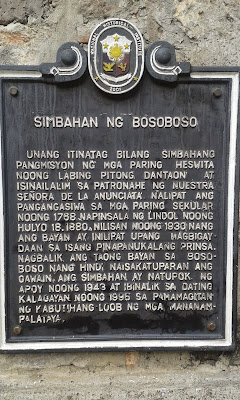 SIMBAHAN NG BOSOBOSO
UNANG ITINATAG BILANG SIMBAHANG
PANGMISYON NG MGA PARING HESWITA
NOONG LABING PITONG DANTAON AT
ISINAILALIM SA PATRONAHE NG NUESTRA
SEÑORA DE LA ANUNCIATA. NALIPAT ANG
PANGANGASIWA SA MGA PARING SEKULAR
NOONG 1768. NAPINSALA NG LINDOL NOONG
HULYO 18, 1880. NILISAN NOONG 1930 NANG
ANG BAYAN AY INILIPAT UPANG MAGBIGAY
DAAN SA ISANG PINAPANUKALANG PRINSA.
NAGBALIK ANG TAONG BAYAN SA BOSO-
BOSO NANG HINDI NAISAKATUPARAN ANG
GAWAIN. ANG SIMBAHAN AY NATUPOK NG
APOY NOONG 1943 AT IBINALIK SA DATING
KALAGAYAN NOONG 1995 SA PAMAMAGITAN
NG KABUTIHANG LOOB NG MGA MANANAM-
PALATAYA.